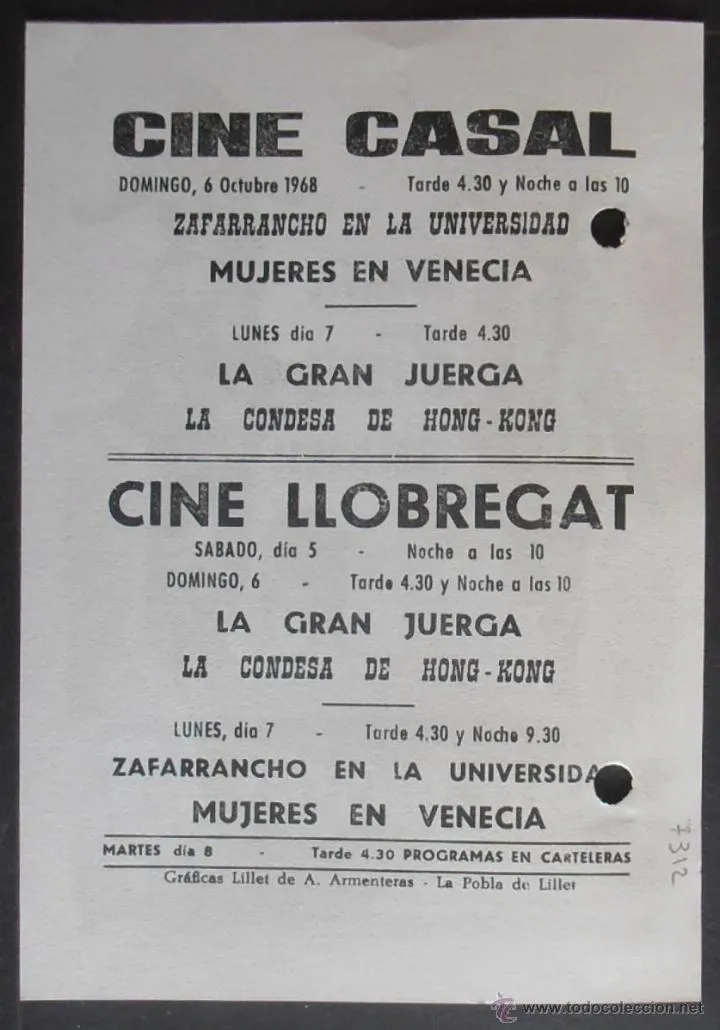 CINE CASAL
DOMINGO, 6 Octubre 1968 - Tarde 4.30 y Noche a las 10
ZAFARRANCHO EN LA UNIVERSIDAD
MUJERES EN VENECIA
LUNES día 7 - Tarde 4.30
LA GRAN JUERGA
LA CONDESA DE HONG-KONG
CINE LLOBREGAT
SABADO, día 5 - Noche a las 10
DOMINGO, 6 - Tarde 4.30 y Noche a las 10
LA GRAN JUERGA
LA CONDESA DE HONG-KONG
LUNES, día 7 - Tarde 4.30 y Noche 9.30
ZAFARRANCHO EN LA UNIVERSIDA
MUJERES EN VENECIA
MARTES día 8 - Tarde 4.30 PROGRAMAS EN CARTELERAS
Gráficas Lillet de A. Armenteras - La Pobla de Lillet
7312
www.todocoleccion.net